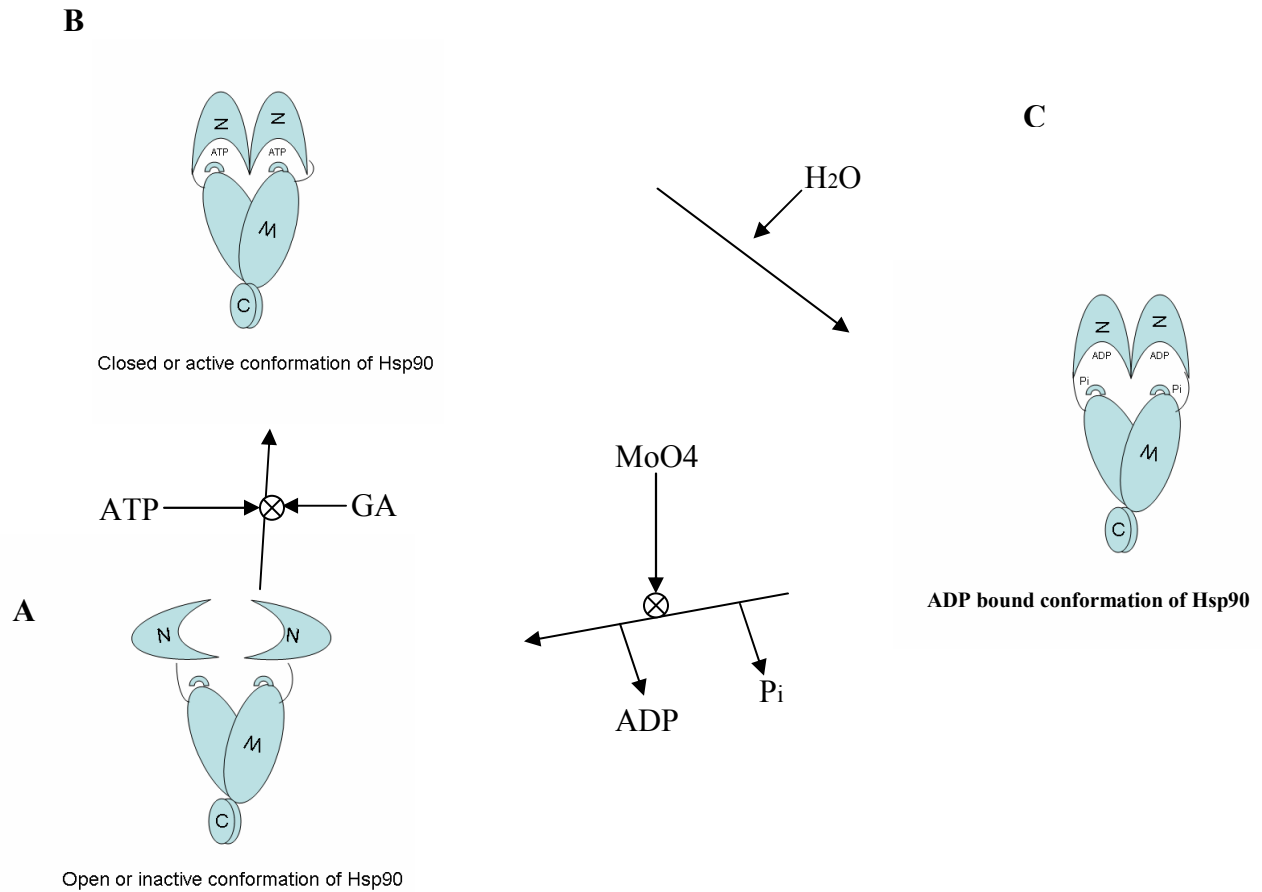 B
N N
ATP ATP
M
C
Closed or active conformation of Hsp90
H2O
C
N N
ADP ADP
Pi Pi
M
C
ADP bound conformation of Hsp90
ATP GA
MoO4
ADP
Pi
A
N N
M
C
Open or inactive conformation of Hsp90